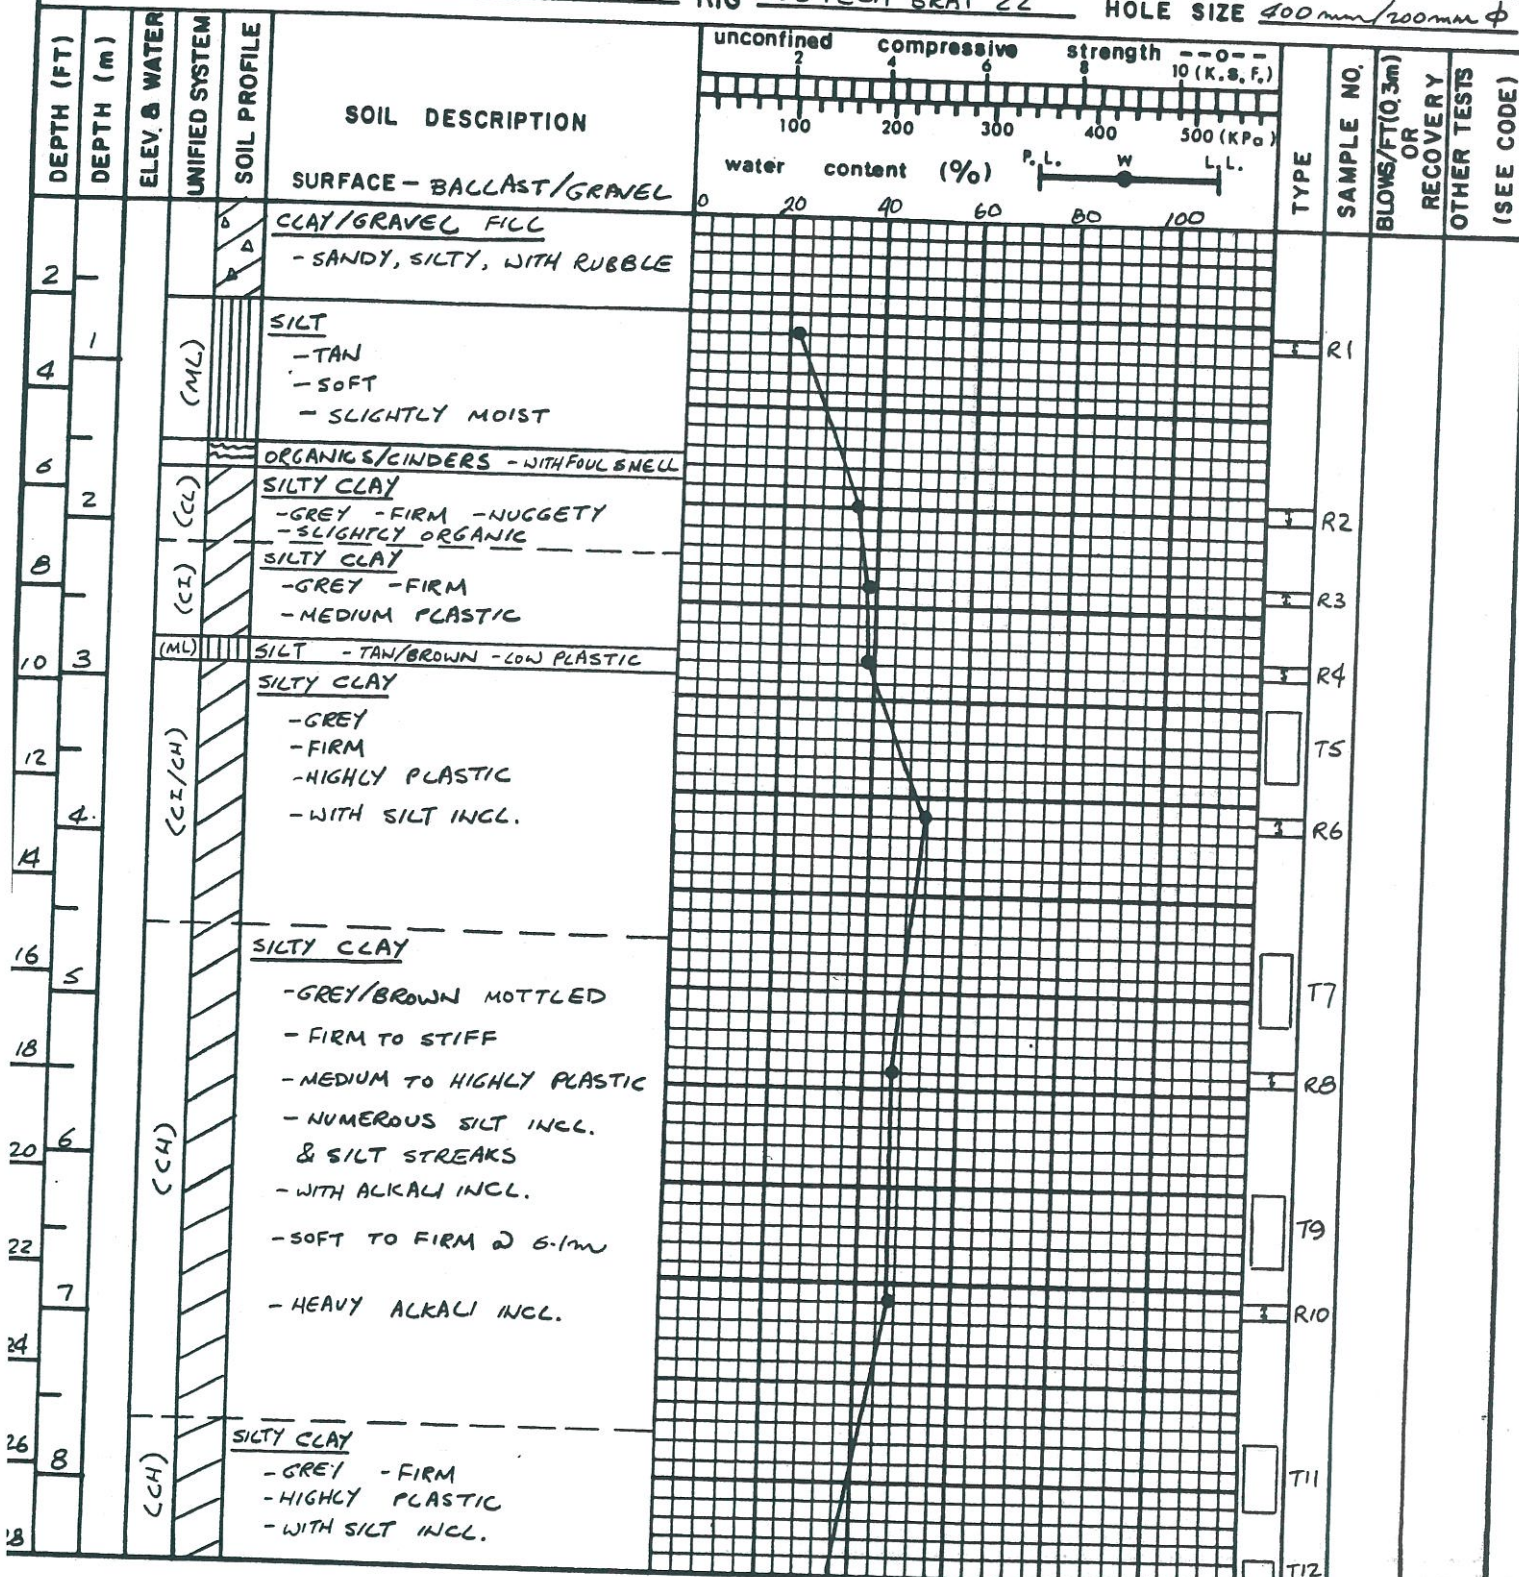 RIG
BRAT 22
HOLE SIZE 400mm/200mm ϕ
DEPTH (FT)
DEPTH (m)
ELEV. & WATER
UNIFIED SYSTEM
SOIL PROFILE
SOIL DESCRIPTION
SURFACE - BALLAST/GRAVEL
unconfined compressive strength --o--
2 4 6 8 10 (K.S.F.)
100 200 300 400 500 (KPa)
water content (%) P.L. W L.L.
0 20 40 60 80 100
TYPE
SAMPLE NO.
BLOWS/FT(0.3m)
OR
RECOVERY
OTHER TESTS
(SEE CODE)
CLAY/GRAVEL FILL
- SANDY, SILTY, WITH RUBBLE
2
SILT
1
R1
- TAN
(ML)
4
- SOFT
- SLIGHTLY MOIST
6
ORGANICS/CINDERS - WITH FOUL SMELL
(CL)
SILTY CLAY
2
- GREY - FIRM - NUGGETY
R2
- SLIGHTLY ORGANIC
8
SILTY CLAY
(CI)
- GREY - FIRM
R3
- MEDIUM PLASTIC
10 3
(ML)
SILT - TAN/BROWN - LOW PLASTIC
R4
SILTY CLAY
- GREY
(CI/CH)
- FIRM
T5
12
- HIGHLY PLASTIC
4.
- WITH SILT INCL.
R6
14
16
SILTY CLAY
5
- GREY/BROWN MOTTLED
T7
- FIRM TO STIFF
18
- MEDIUM TO HIGHLY PLASTIC
R8
- NUMEROUS SILT INCL.
(CH)
20 6
& SILT STREAKS
- WITH ALKALI INCL.
T9
22
- SOFT TO FIRM @ 6.1m
7
- HEAVY ALKALI INCL.
R10
24
26
SILTY CLAY
8
(CH)
- GREY - FIRM
T11
- HIGHLY PLASTIC
- WITH SILT INCL.
T12